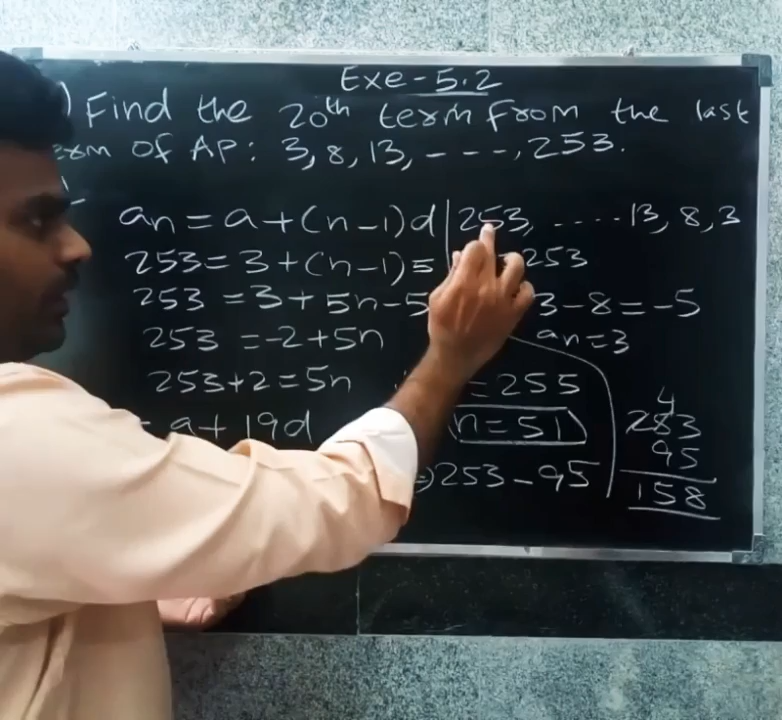 Exe-5.2
) Find the 20th term from the last
erm of AP: 3, 8, 13, - - - -, 253.
an = a + (n-1)d | 253, ..... 13, 8, 3
253 = 3 + (n-1)5 = 253
253 = 3 + 5n - 5 3 - 8 = -5
253 = -2 + 5n an = 3
253 + 2 = 5n = 255
= a + 19d n = 51
⇒ 253 - 95
4
253
95
158